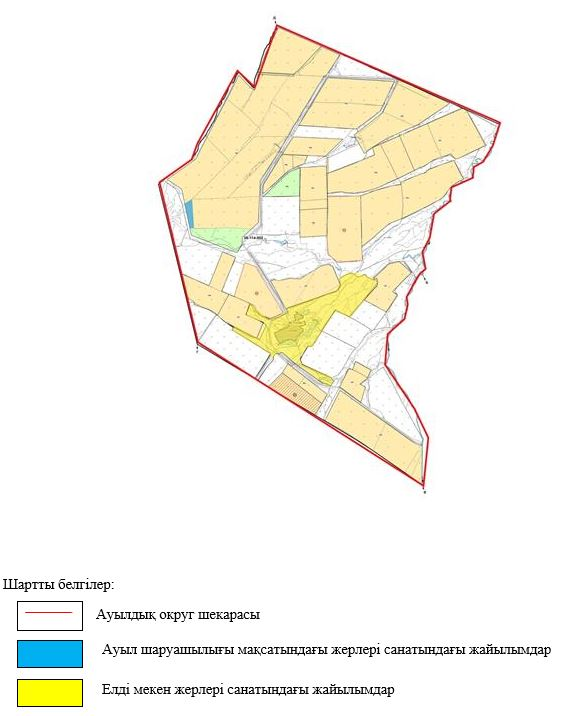 Шартты белгілер:
Ауылдық округ шекарасы
Ауыл шаруашылығы мақсатындағы жерлері санатындағы жайылымдар
Елді мекен жерлері санатындағы жайылымдар